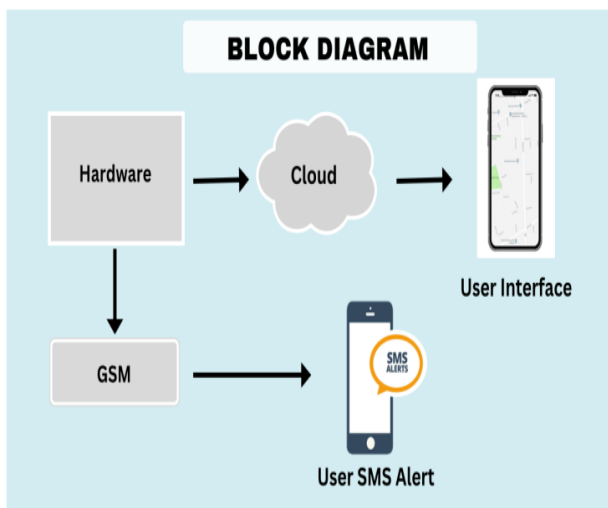 BLOCK DIAGRAM
Hardware
Cloud
User Interface
GSM
SMS
ALERTS
User SMS Alert